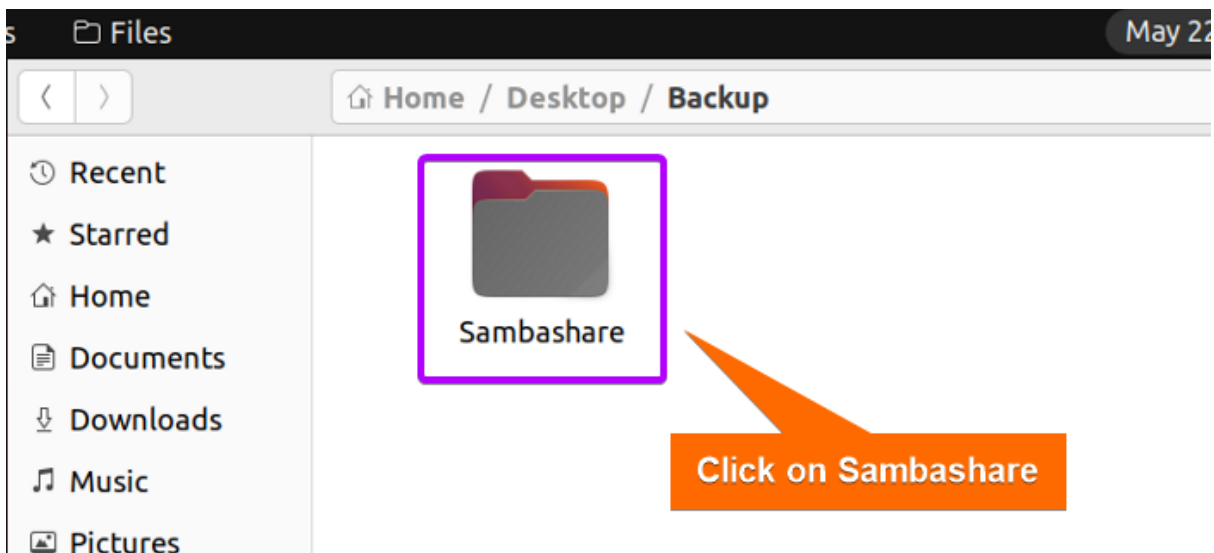 s Files May 22
Home / Desktop / Backup
Recent
Starred
Home
Documents
Downloads
Music
Pictures
Sambashare
Click on Sambashare